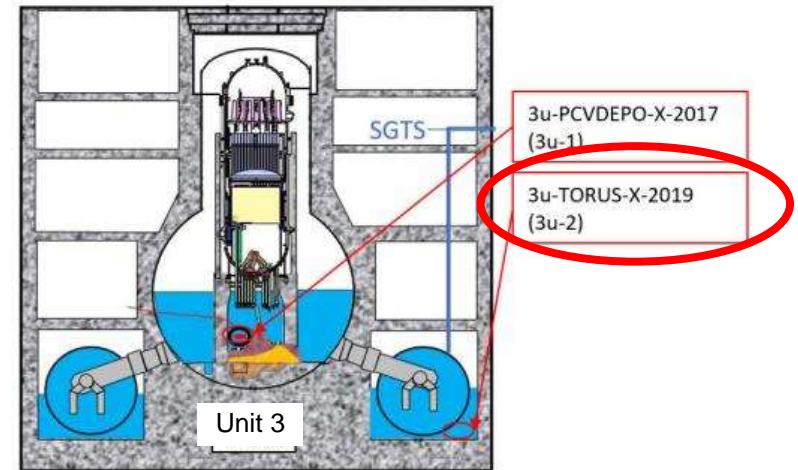 SGTS
3u-PCVDEPO-X-2017
(3u-1)
3u-TORUS-X-2019
(3u-2)
Unit 3